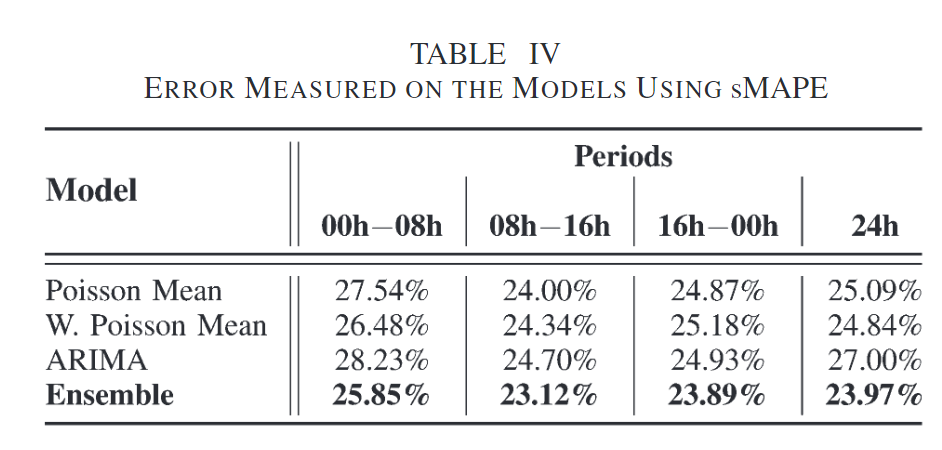 TABLE IV
ERROR MEASURED ON THE MODELS USING SMAPE
Periods
Model
00h–08h 08h–16h 16h–00h 24h
Poisson Mean 27.54% 24.00% 24.87% 25.09%
W. Poisson Mean 26.48% 24.34% 25.18% 24.84%
ARIMA 28.23% 24.70% 24.93% 27.00%
Ensemble 25.85% 23.12% 23.89% 23.97%